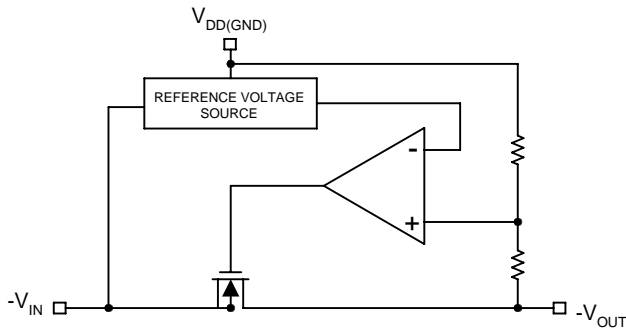 VDD(GND)
REFERENCE VOLTAGE
SOURCE
-
+
-VIN
-VOUT